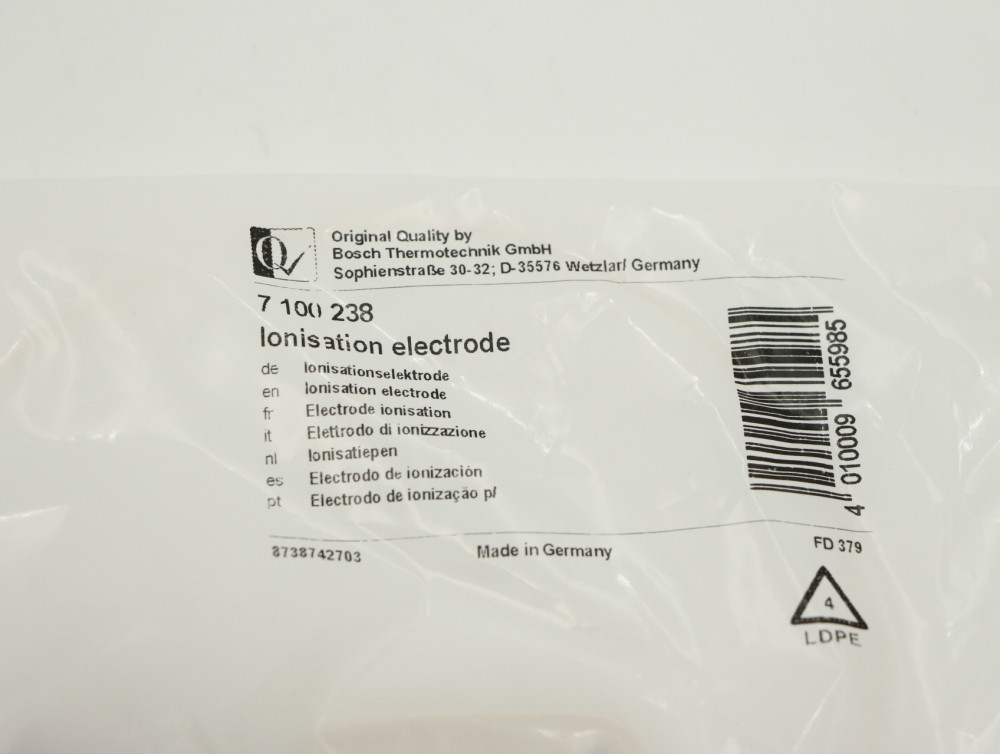 Q
Original Quality by
Bosch Thermotechnik GmbH
Sophienstraße 30-32; D-35576 Wetzlar/ Germany
7 100 238
Ionisation electrode
de Ionisationselektrode
en Ionisation electrode
fr Electrode ionisation
it Elettrodo di ionizzazione
nl Ionisatiepen
es Electrodo de ionización
pt Electrodo de ionização p/
4 010009 655985
8738742703 Made in Germany FD 379
4
LDPE